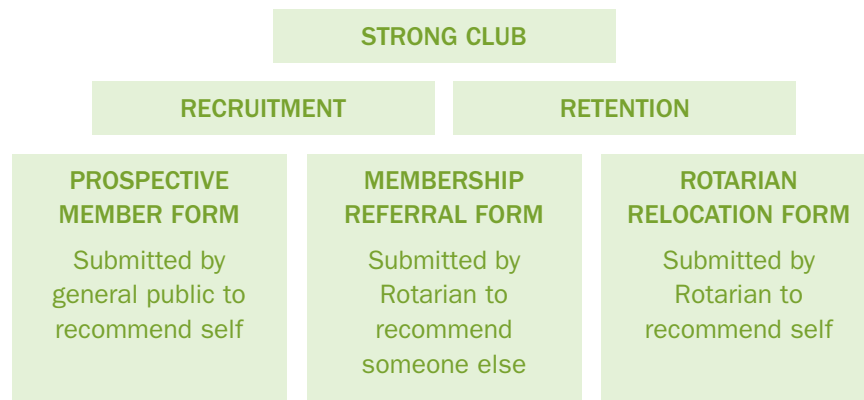 STRONG CLUB
RECRUITMENT
RETENTION
PROSPECTIVE
MEMBER FORM
Submitted by
general public to
recommend self
MEMBERSHIP
REFERRAL FORM
Submitted by
Rotarian to
recommend
someone else
ROTARIAN
RELOCATION FORM
Submitted by
Rotarian to
recommend self